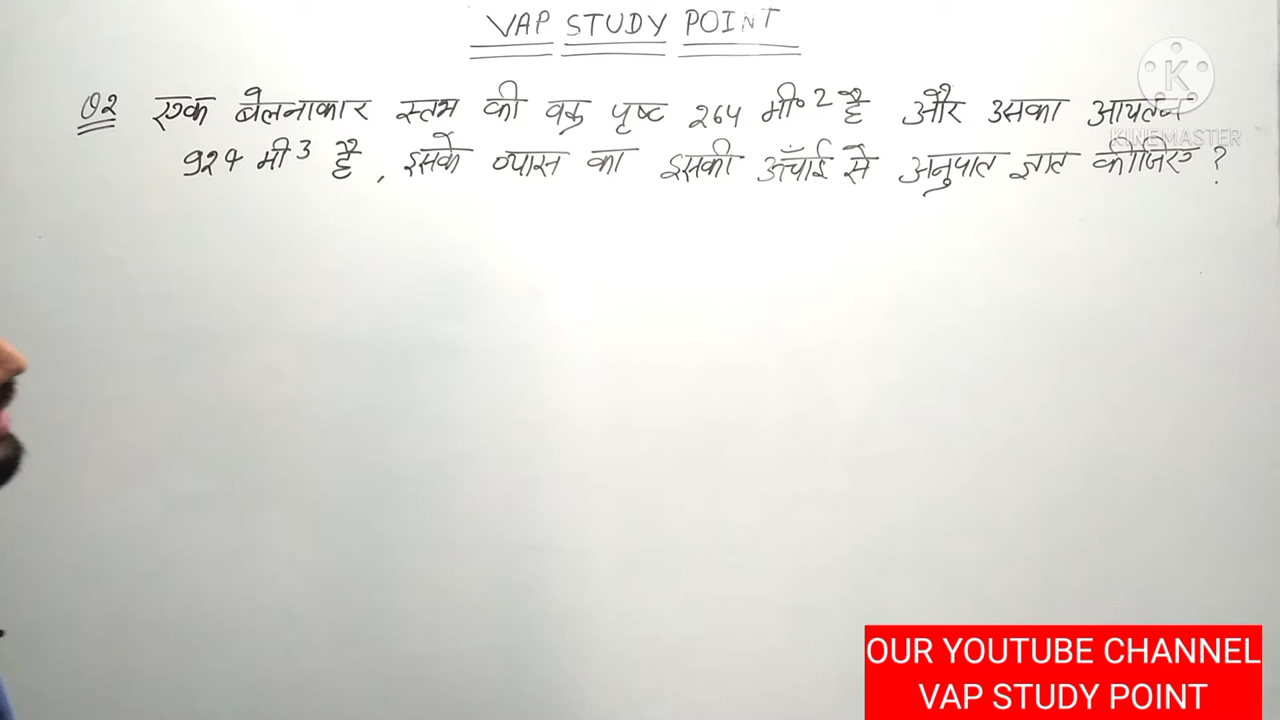 VAP STUDY POINT
Q2 एक बेलनाकार स्तम्भ की वक्र पृष्ट 264 मी॰2 है और उसका आयतन
924 मी3 है, इसके व्यास का इसकी ऊँचाई से अनुपात ज्ञात कीजिए ?
K
KINEMASTER
OUR YOUTUBE CHANNEL
VAP STUDY POINT